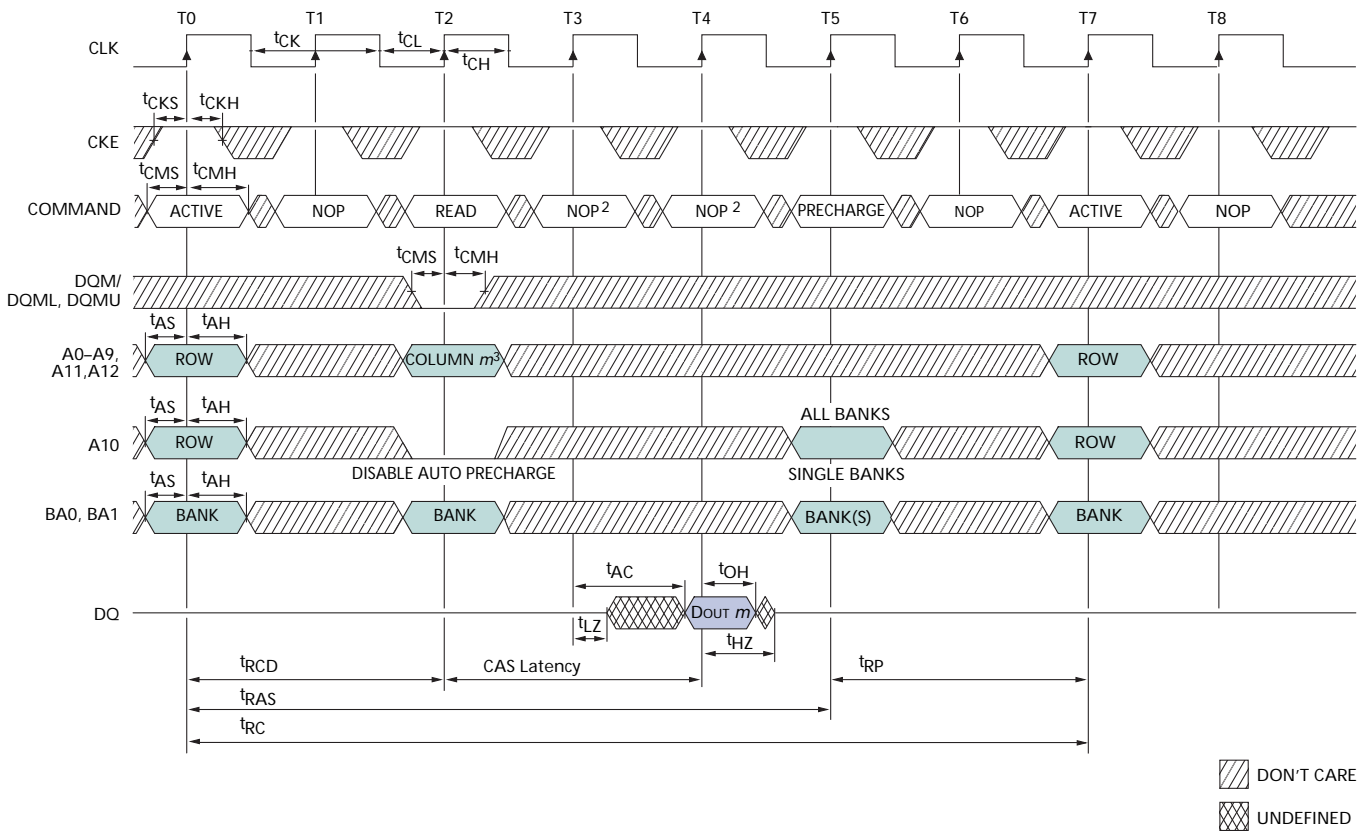 T0 T1 T2 T3 T4 T5 T6 T7 T8
CLK
tCK tCL
tCH
tCKS tCKH
CKE
tCMS tCMH
COMMAND ACTIVE NOP READ NOP 2 NOP 2 PRECHARGE NOP ACTIVE NOP
tCMS tCMH
DQM/
DQML, DQMU
tAS tAH
A0–A9,
A11,A12
ROW COLUMN m3 ROW
tAS tAH ALL BANKS
A10 ROW ROW
DISABLE AUTO PRECHARGE SINGLE BANKS
tAS tAH
BA0, BA1 BANK BANK BANK(S) BANK
tAC tOH
DQ DOUT m
tLZ tHZ
tRCD CAS Latency tRP
tRAS
tRC
DON'T CARE
UNDEFINED